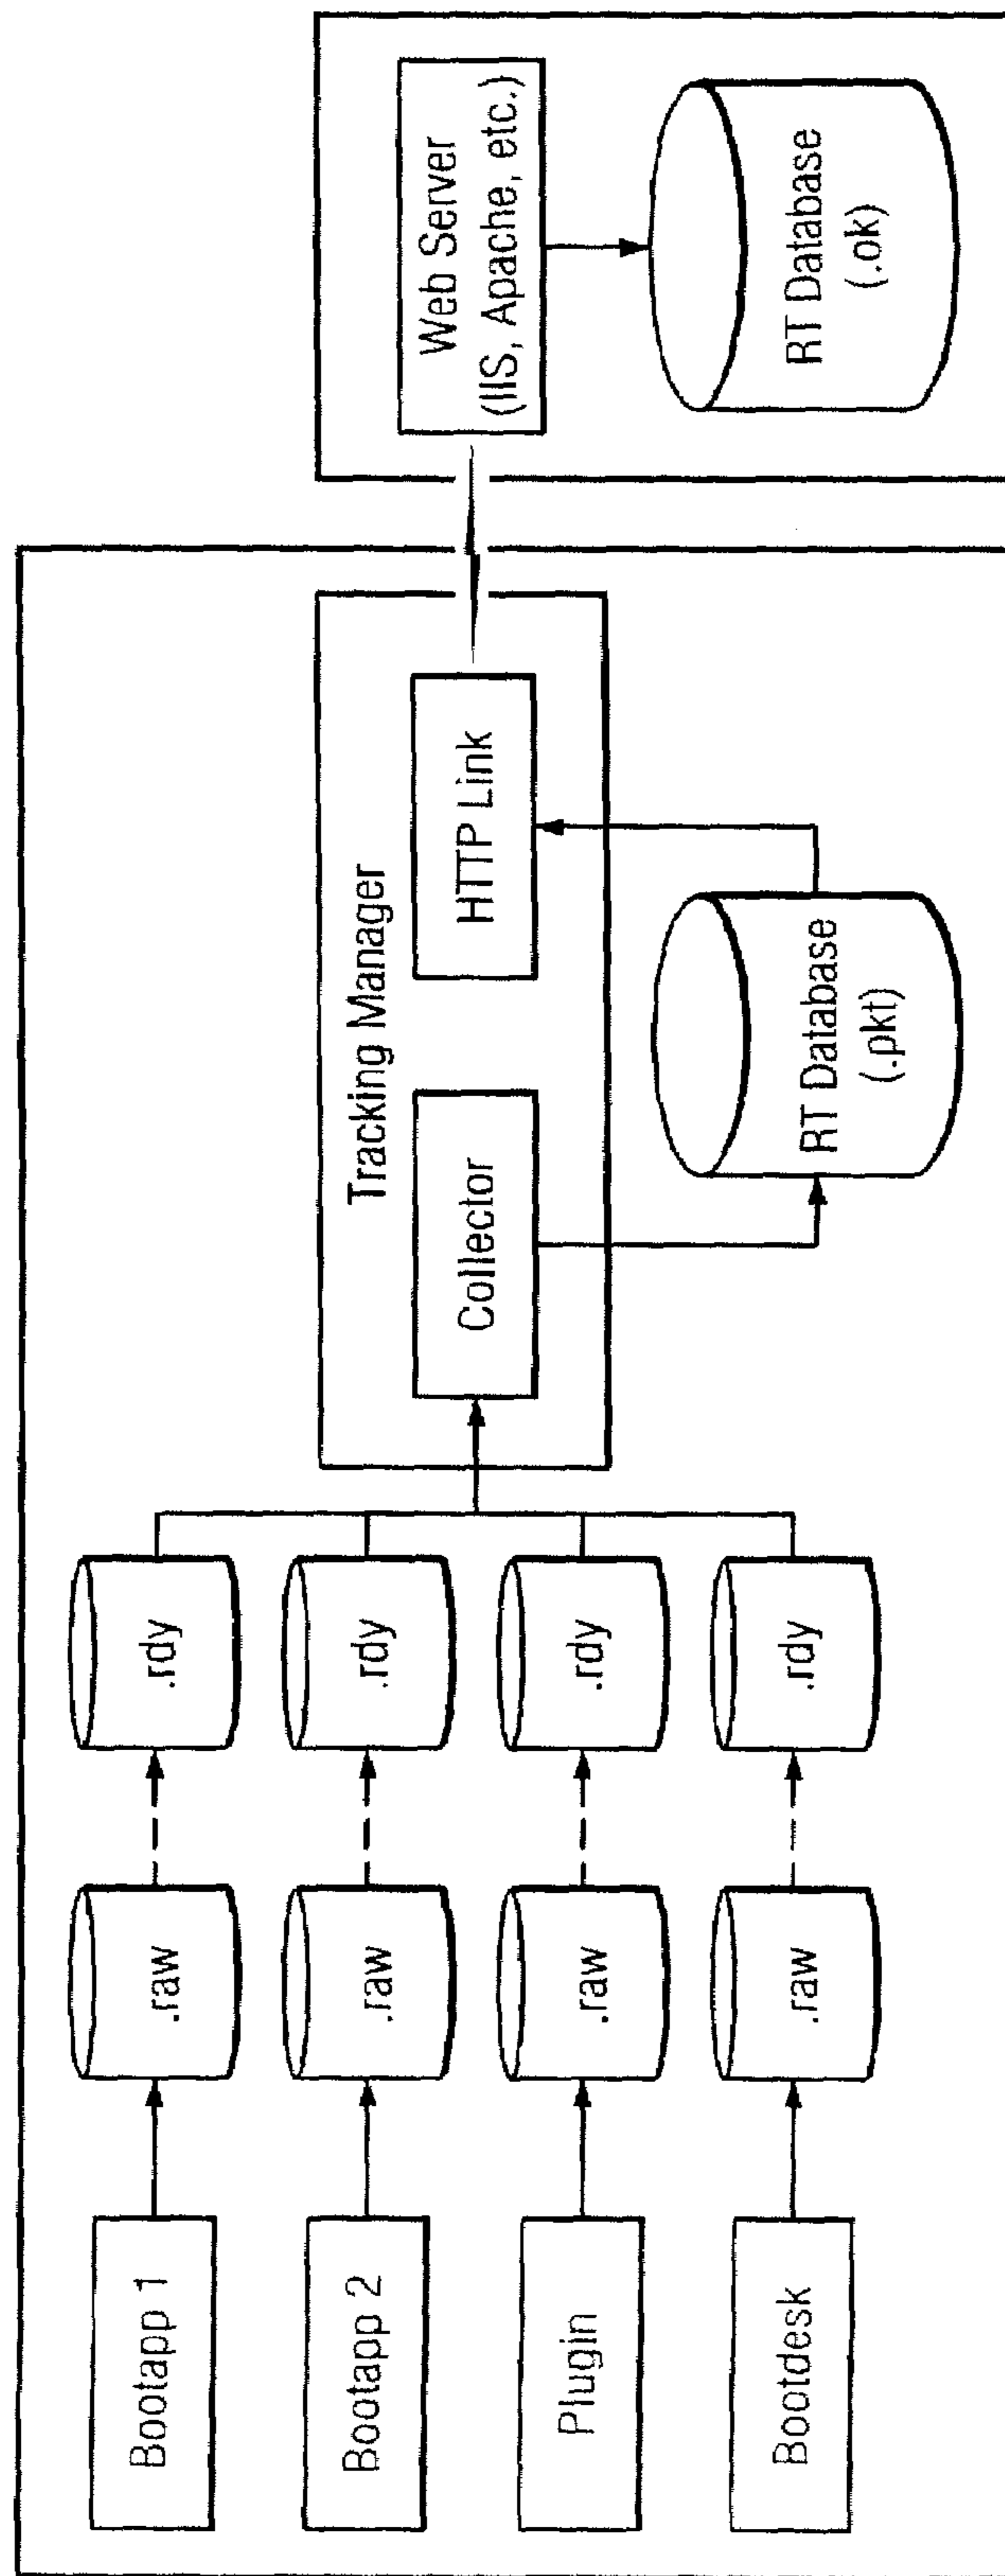 Bootapp 1
.raw
.rdy
Bootapp 2
.raw
.rdy
Plugin
.raw
.rdy
Bootdesk
.raw
.rdy
Tracking Manager
Collector
HTTP Link
RT Database
(.pkt)
Web Server
(IIS, Apache, etc.)
RT Database
(.ok)